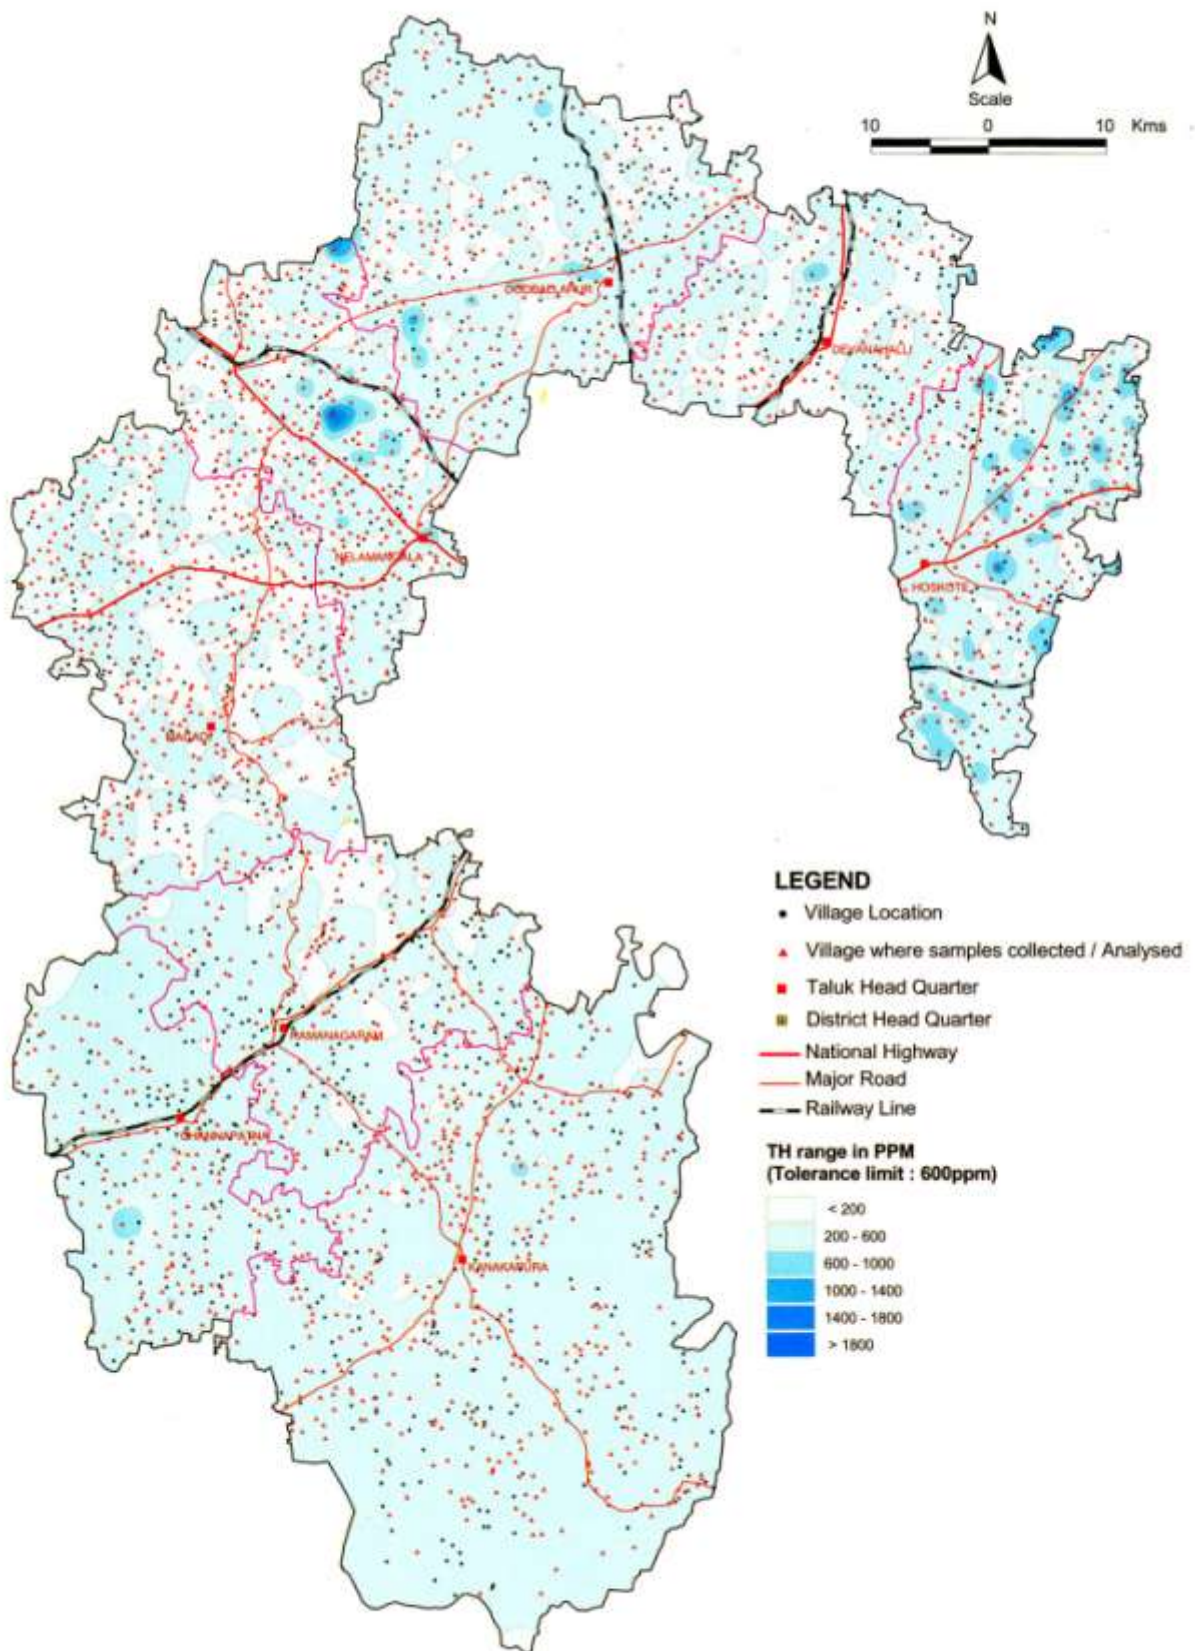 N
Scale
10 0 10 Kms
DODBALAPUR
DEVANAHALLI
NELAMANGALA
HOSKOTE
MAGADI
RAMANAGARAM
CHANNAPATNA
KANAKAPURA
LEGEND
Village Location
Village where samples collected / Analysed
Taluk Head Quarter
District Head Quarter
National Highway
Major Road
Railway Line
TH range in PPM
(Tolerance limit : 600ppm)
< 200
200 - 600
600 - 1000
1000 - 1400
1400 - 1800
> 1800